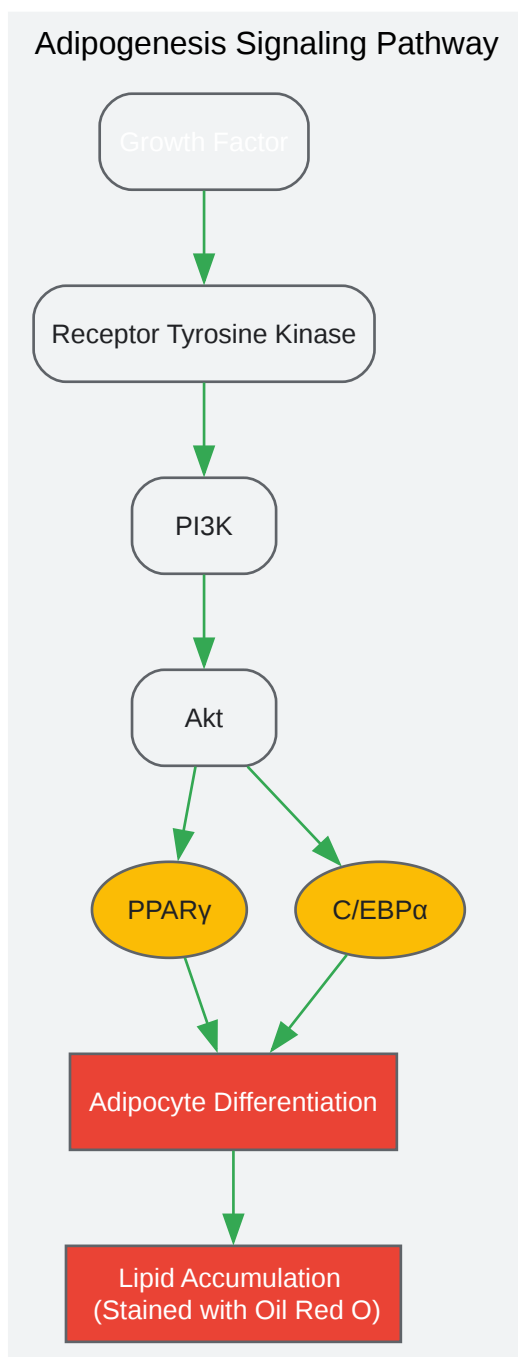 Adipogenesis Signaling Pathway
Growth Factor
Receptor Tyrosine Kinase
PI3K
Akt
PPARγ
C/EBPα
Adipocyte Differentiation
Lipid Accumulation
(Stained with Oil Red O)